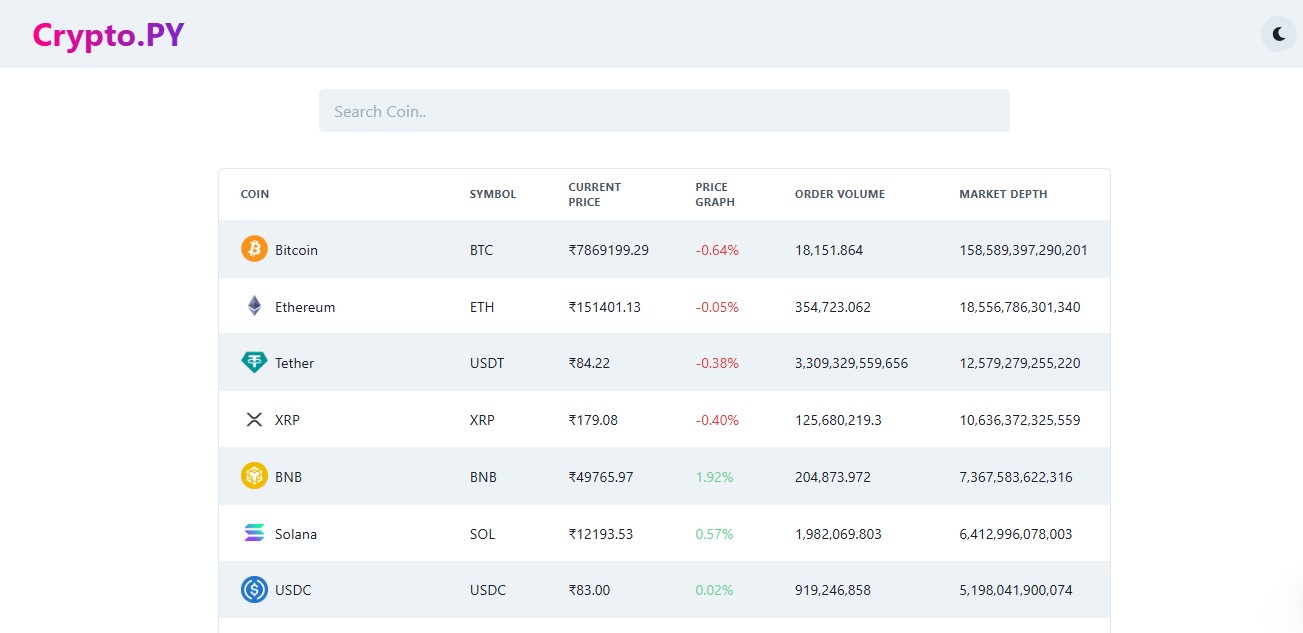 Crypto.PY
Search Coin..
COIN SYMBOL CURRENT PRICE PRICE GRAPH ORDER VOLUME MARKET DEPTH
Bitcoin BTC ₹7869199.29 -0.64% 18,151.864 158,589,397,290,201
Ethereum ETH ₹151401.13 -0.05% 354,723.062 18,556,786,301,340
Tether USDT ₹84.22 -0.38% 3,309,329,559,656 12,579,279,255,220
XRP XRP ₹179.08 -0.40% 125,680,219.3 10,636,372,325,559
BNB BNB ₹49765.97 1.92% 204,873.972 7,367,583,622,316
Solana SOL ₹12193.53 0.57% 1,982,069.803 6,412,996,078,003
USDC USDC ₹83.00 0.02% 919,246,858 5,198,041,900,074